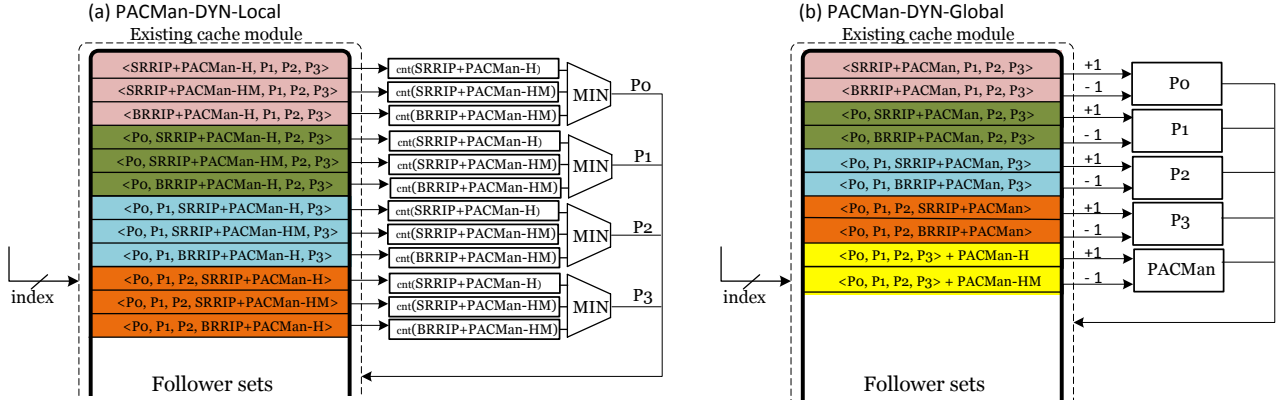 (a) PACMan-DYN-Local
Existing cache module
<SRRIP+PACMan-H, P1, P2, P3>
<SRRIP+PACMan-HM, P1, P2, P3>
<BRRIP+PACMan-H, P1, P2, P3>
<P0, SRRIP+PACMan-H, P2, P3>
<P0, SRRIP+PACMan-HM, P2, P3>
<P0, BRRIP+PACMan-H, P2, P3>
<P0, P1, SRRIP+PACMan-H, P3>
<P0, P1, SRRIP+PACMan-HM, P3>
<P0, P1, BRRIP+PACMan-H, P3>
<P0, P1, P2, SRRIP+PACMan-H>
<P0, P1, P2, SRRIP+PACMan-HM>
<P0, P1, P2, BRRIP+PACMan-H>
index
Follower sets
cnt(SRRIP+PACMan-H)
cnt(SRRIP+PACMan-HM)
cnt(BRRIP+PACMan-HM)
MIN
P0
cnt(SRRIP+PACMan-H)
cnt(SRRIP+PACMan-HM)
cnt(BRRIP+PACMan-HM)
MIN
P1
cnt(SRRIP+PACMan-H)
cnt(SRRIP+PACMan-HM)
cnt(BRRIP+PACMan-HM)
MIN
P2
cnt(SRRIP+PACMan-H)
cnt(SRRIP+PACMan-HM)
cnt(BRRIP+PACMan-HM)
MIN
P3
(b) PACMan-DYN-Global
Existing cache module
<SRRIP+PACMan, P1, P2, P3>
<BRRIP+PACMan, P1, P2, P3>
<P0, SRRIP+PACMan, P2, P3>
<P0, BRRIP+PACMan, P2, P3>
<P0, P1, SRRIP+PACMan, P3>
<P0, P1, BRRIP+PACMan, P3>
<P0, P1, P2, SRRIP+PACMan>
<P0, P1, P2, BRRIP+PACMan>
<P0, P1, P2, P3> + PACMan-H
<P0, P1, P2, P3> + PACMan-HM
index
Follower sets
+1
- 1
P0
+1
- 1
P1
+1
- 1
P2
+1
- 1
P3
+1
- 1
PACMan